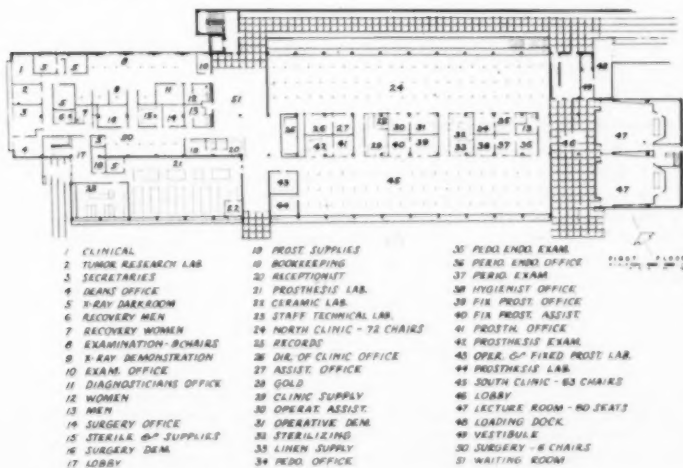 FIRST FLOOR
1 CLINICAL
2 TUMOR RESEARCH LAB.
3 SECRETARIES
4 DEANS OFFICE
5 X-RAY DARKROOM
6 RECOVERY MEN
7 RECOVERY WOMEN
8 EXAMINATION - 9 CHAIRS
9 X-RAY DEMONSTRATION
10 EXAM. OFFICE
11 DIAGNOSTICIANS OFFICE
12 WOMEN
13 MEN
14 SURGERY OFFICE
15 STERILE & SUPPLIES
16 SURGERY DEM.
17 LOBBY
18 PROST. SUPPLIES
19 BOOKKEEPING
20 RECEPTIONIST
21 PROSTHESIS LAB.
22 CERAMIC LAB.
23 STAFF TECHNICAL LAB.
24 NORTH CLINIC - 72 CHAIRS
25 RECORDS
26 DIR. OF CLINIC OFFICE
27 ASSIST. OFFICE
28 GOLD
29 CLINIC SUPPLY
30 OPERAT. ASSIST.
31 OPERATIVE DEM.
32 STERILIZING
33 LINEN SUPPLY
34 PEDO. OFFICE
35 PEDO. ENDO. EXAM.
36 PERIO. ENDO. OFFICE
37 PERIO. EXAM
38 HYGIENIST OFFICE
39 FIX PROST. OFFICE
40 FIX PROST. ASSIST
41 PROSTH. OFFICE
42 PROSTHESIS EXAM.
43 OPER. & FIXED PROST. LAB.
44 PROSTHESIS LAB.
45 SOUTH CLINIC - 63 CHAIRS
46 LOBBY
47 LECTURE ROOM - 80 SEATS
48 LOADING DOCK
49 VESTIBULE
50 SURGERY - 6 CHAIRS
51 WAITING ROOM